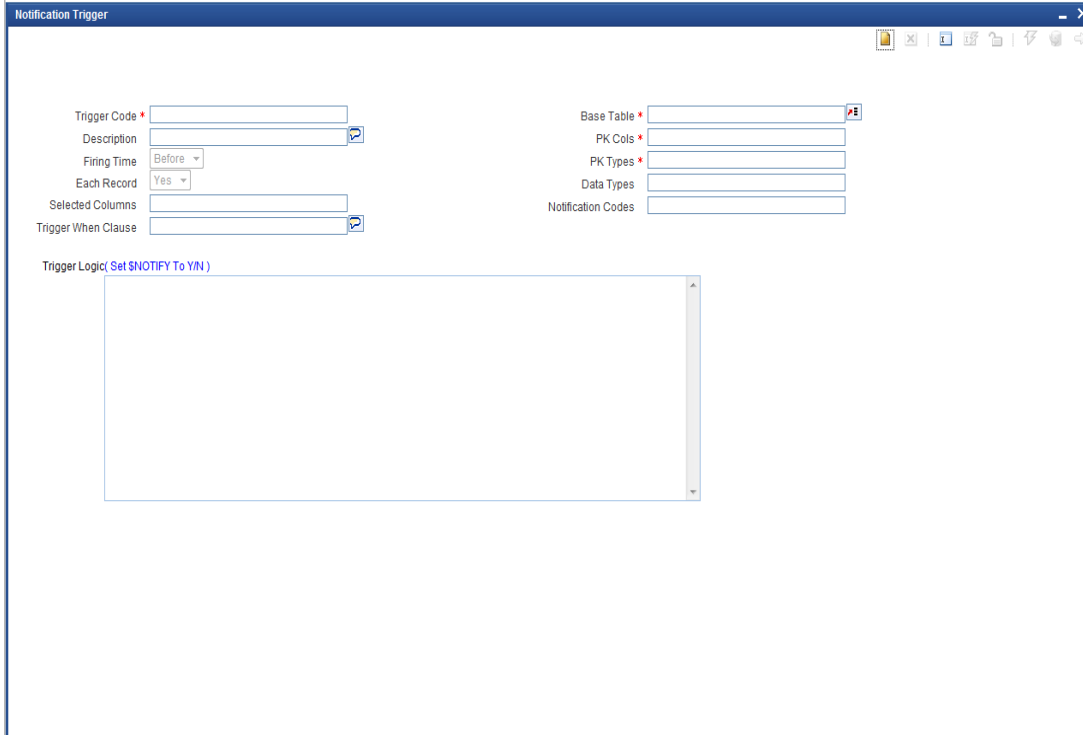 Notification Trigger
Trigger Code *
Description
Firing Time Before
Each Record Yes
Selected Columns
Trigger When Clause
Base Table *
PK Cols *
PK Types *
Data Types
Notification Codes
Trigger Logic( Set $NOTIFY To Y/N )